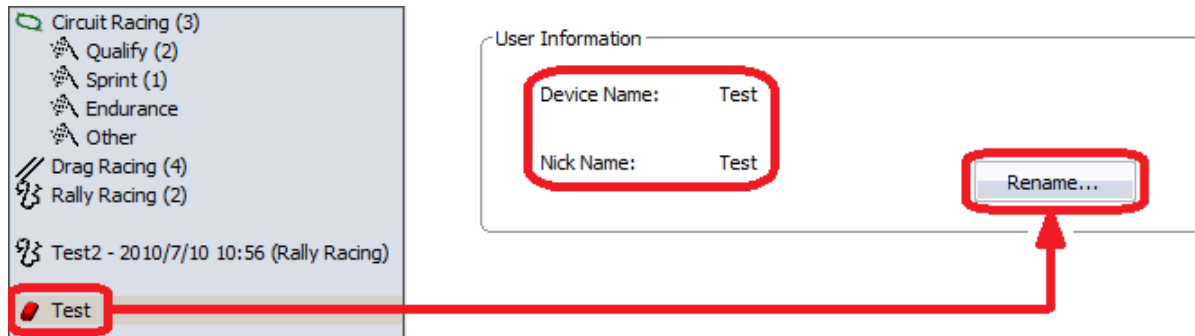 Circuit Racing (3)
Qualify (2)
Sprint (1)
Endurance
Other
Drag Racing (4)
Rally Racing (2)
Test2 - 2010/7/10 10:56 (Rally Racing)
Test
User Information
Device Name: Test
Nick Name: Test
Rename...